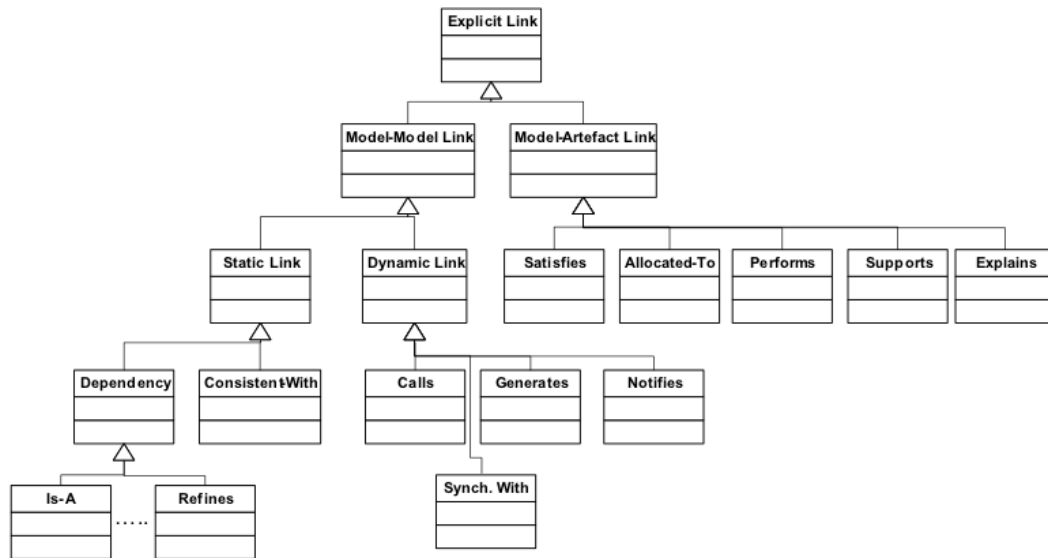 Explicit Link
Model-Model Link
Model-Artefact Link
Static Link
Dynamic Link
Satisfies
Allocated-To
Performs
Supports
Explains
Dependency
Consistent-With
Calls
Generates
Notifies
Is-A
.....
Refines
Synch. With